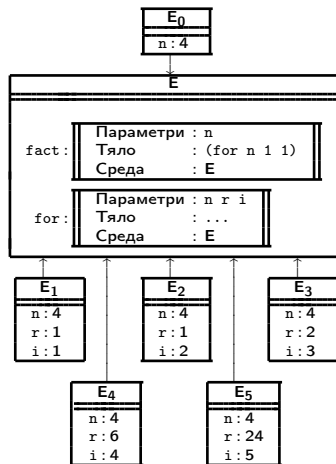 E₀
n : 4
E
fact :
Параметри : n
Тяло : (for n 1 1)
Среда : E
for :
Параметри : n r i
Тяло : ...
Среда : E
E₁
n : 4
r : 1
i : 1
E₂
n : 4
r : 1
i : 2
E₃
n : 4
r : 2
i : 3
E₄
n : 4
r : 6
i : 4
E₅
n : 4
r : 24
i : 5